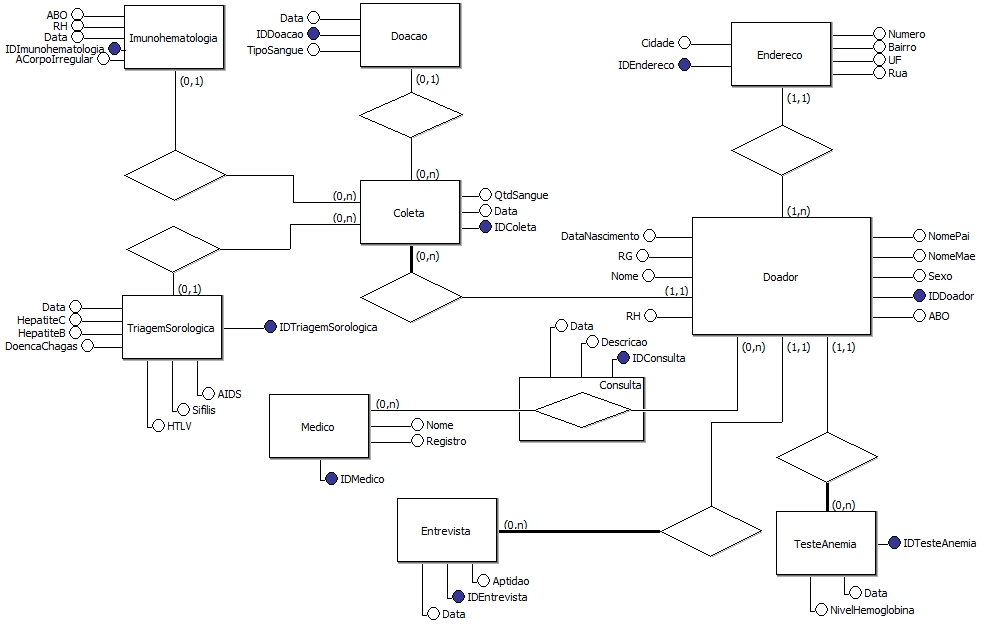 ABO
RH
Data
IDImunohematologia
ACorpoIrregular
Imunohematologia
(0,1)
Data
IDDoacao
TipoSangue
Doacao
(0,1)
Cidade
IDEndereco
Endereco
Numero
Bairro
UF
Rua
(1,1)
(0,n)
(0,n)
(0,n)
Coleta
QtdSangue
Data
IDColeta
(0,n)
(1,n)
DataNascimento
RG
Nome
(1,1)
RH
Doador
NomePai
NomeMae
Sexo
IDDoador
ABO
(0,n)
(1,1)
(1,1)
(0,1)
Data
HepatiteC
HepatiteB
DoencaChagas
TriagemSorologica
IDTriagemSorologica
AIDS
Sifilis
HTLV
Data
Descricao
IDConsulta
Consulta
(0,n)
Medico
Nome
Registro
IDMedico
(0,n)
Entrevista
Aptidao
IDEntrevista
Data
(0,n)
TesteAnemia
IDTesteAnemia
Data
NivelHemoglobina